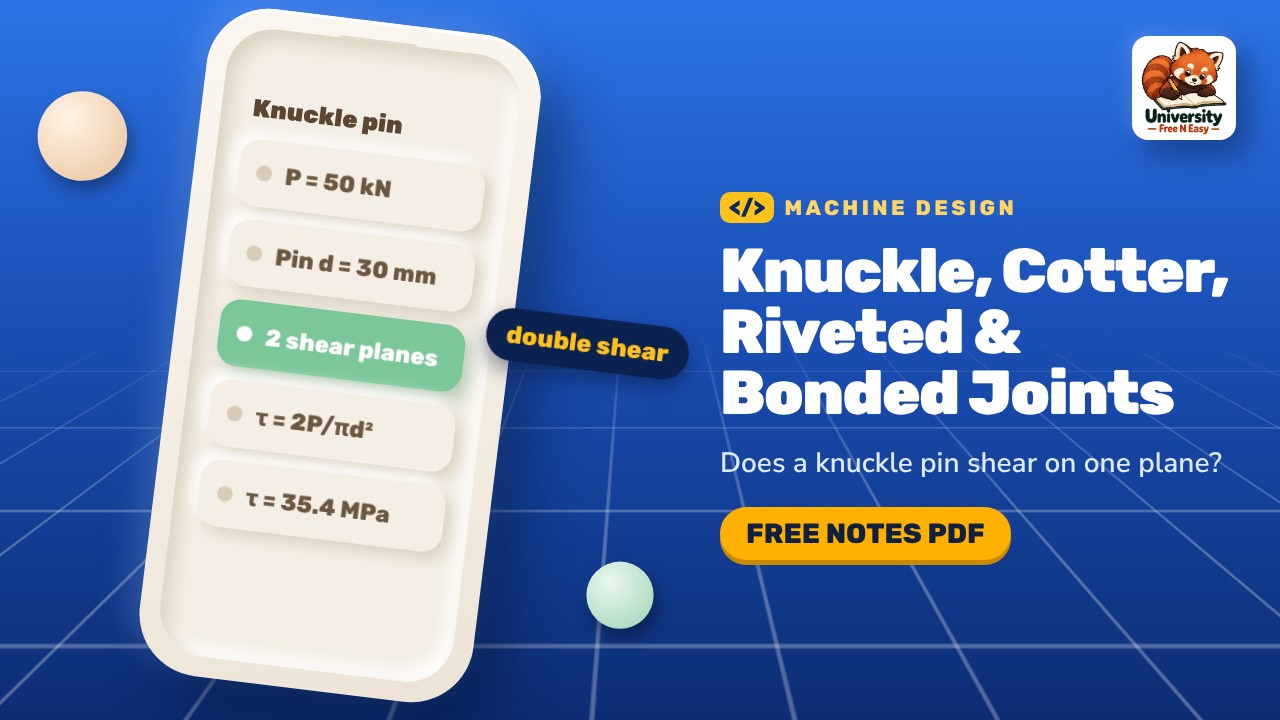 Knuckle pin
P = 50 kN
Pin d = 30 mm
2 shear planes
double shear
τ = 2P/πd²
τ = 35.4 MPa
University
Free N Easy
</> MACHINE DESIGN
Knuckle, Cotter,
Riveted &
Bonded Joints
Does a knuckle pin shear on one plane?
FREE NOTES PDF